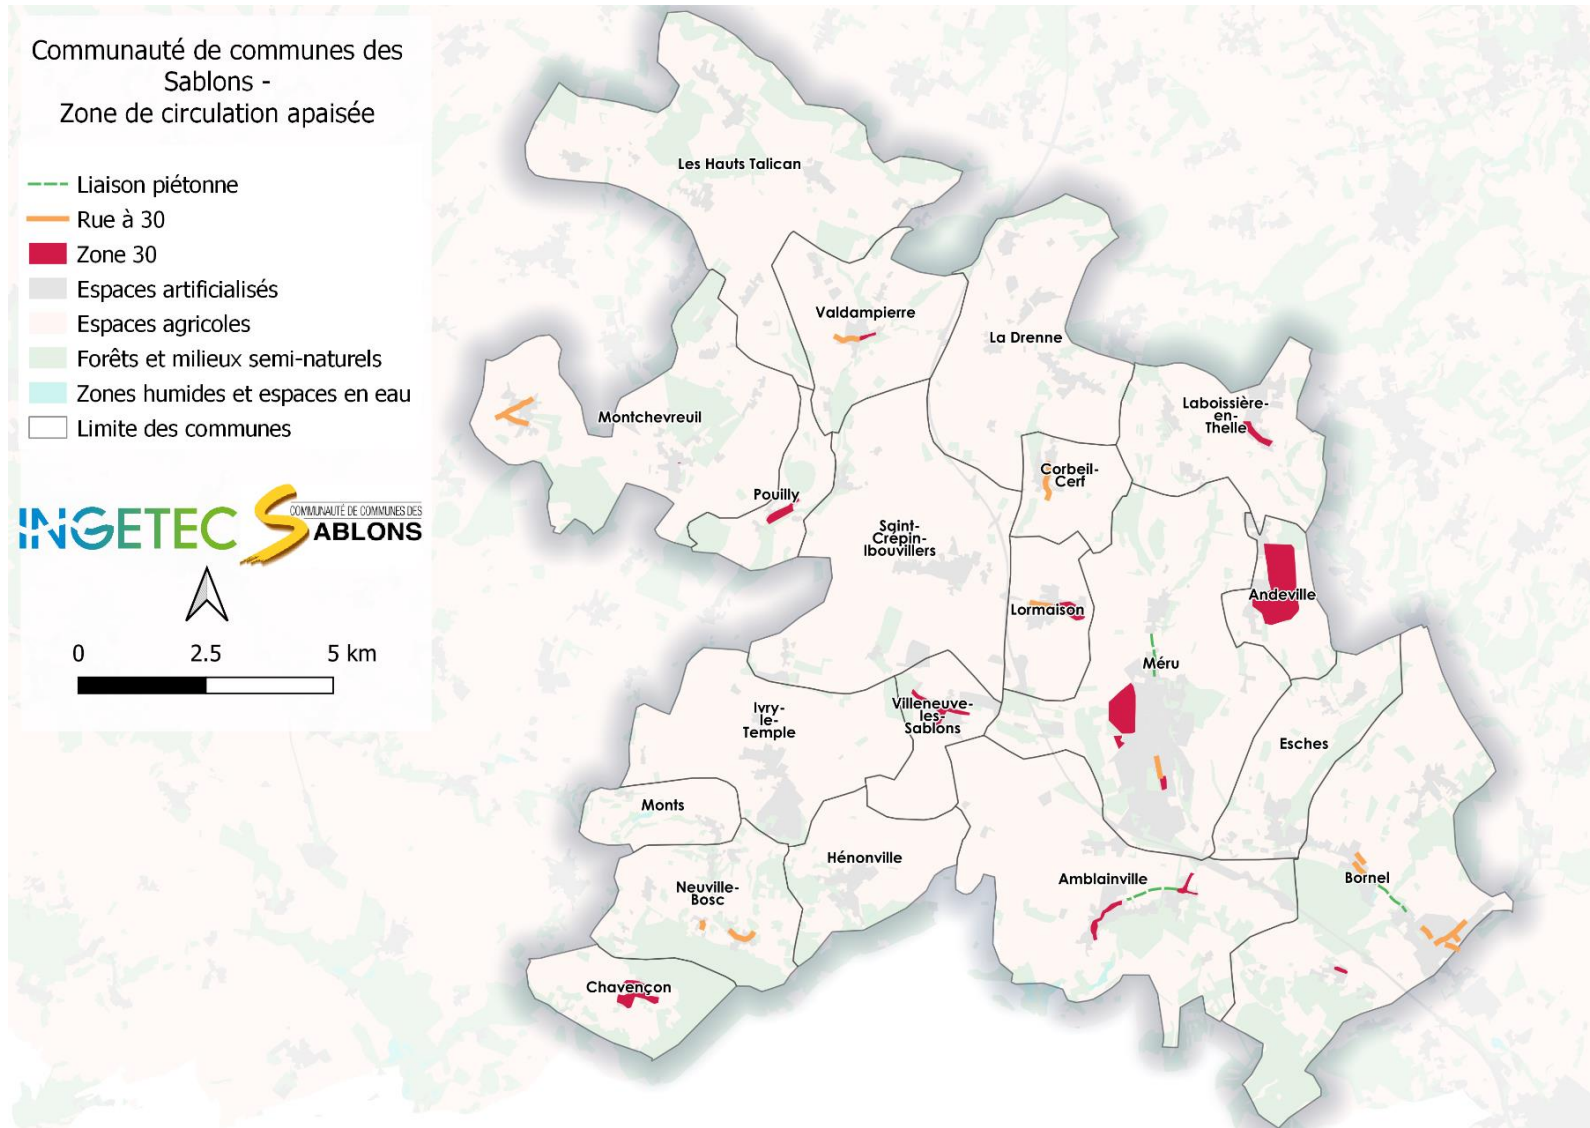 Communauté de communes des
Sablons -
Zone de circulation apaisée
Liaison piétonne
Rue à 30
Zone 30
Espaces artificialisés
Espaces agricoles
Forêts et milieux semi-naturels
Zones humides et espaces en eau
Limite des communes
INGETEC
COMMUNAUTÉ DE COMMUNES DES
SABLONS
0 2.5 5 km
Les Hauts Talican
Valdampierre
La Drenne
Montchevreuil
Laboissière-
en-
Thelle
Corbeil-
Cerf
Pouilly
Saint-
Crépin-
Ibouvillers
Andeville
Lormaison
Méru
Ivry-
le-
Temple
Villeneuve-
les-
Sablons
Esches
Monts
Hénonville
Neuville-
Bosc
Amblainville
Bornel
Chavençon